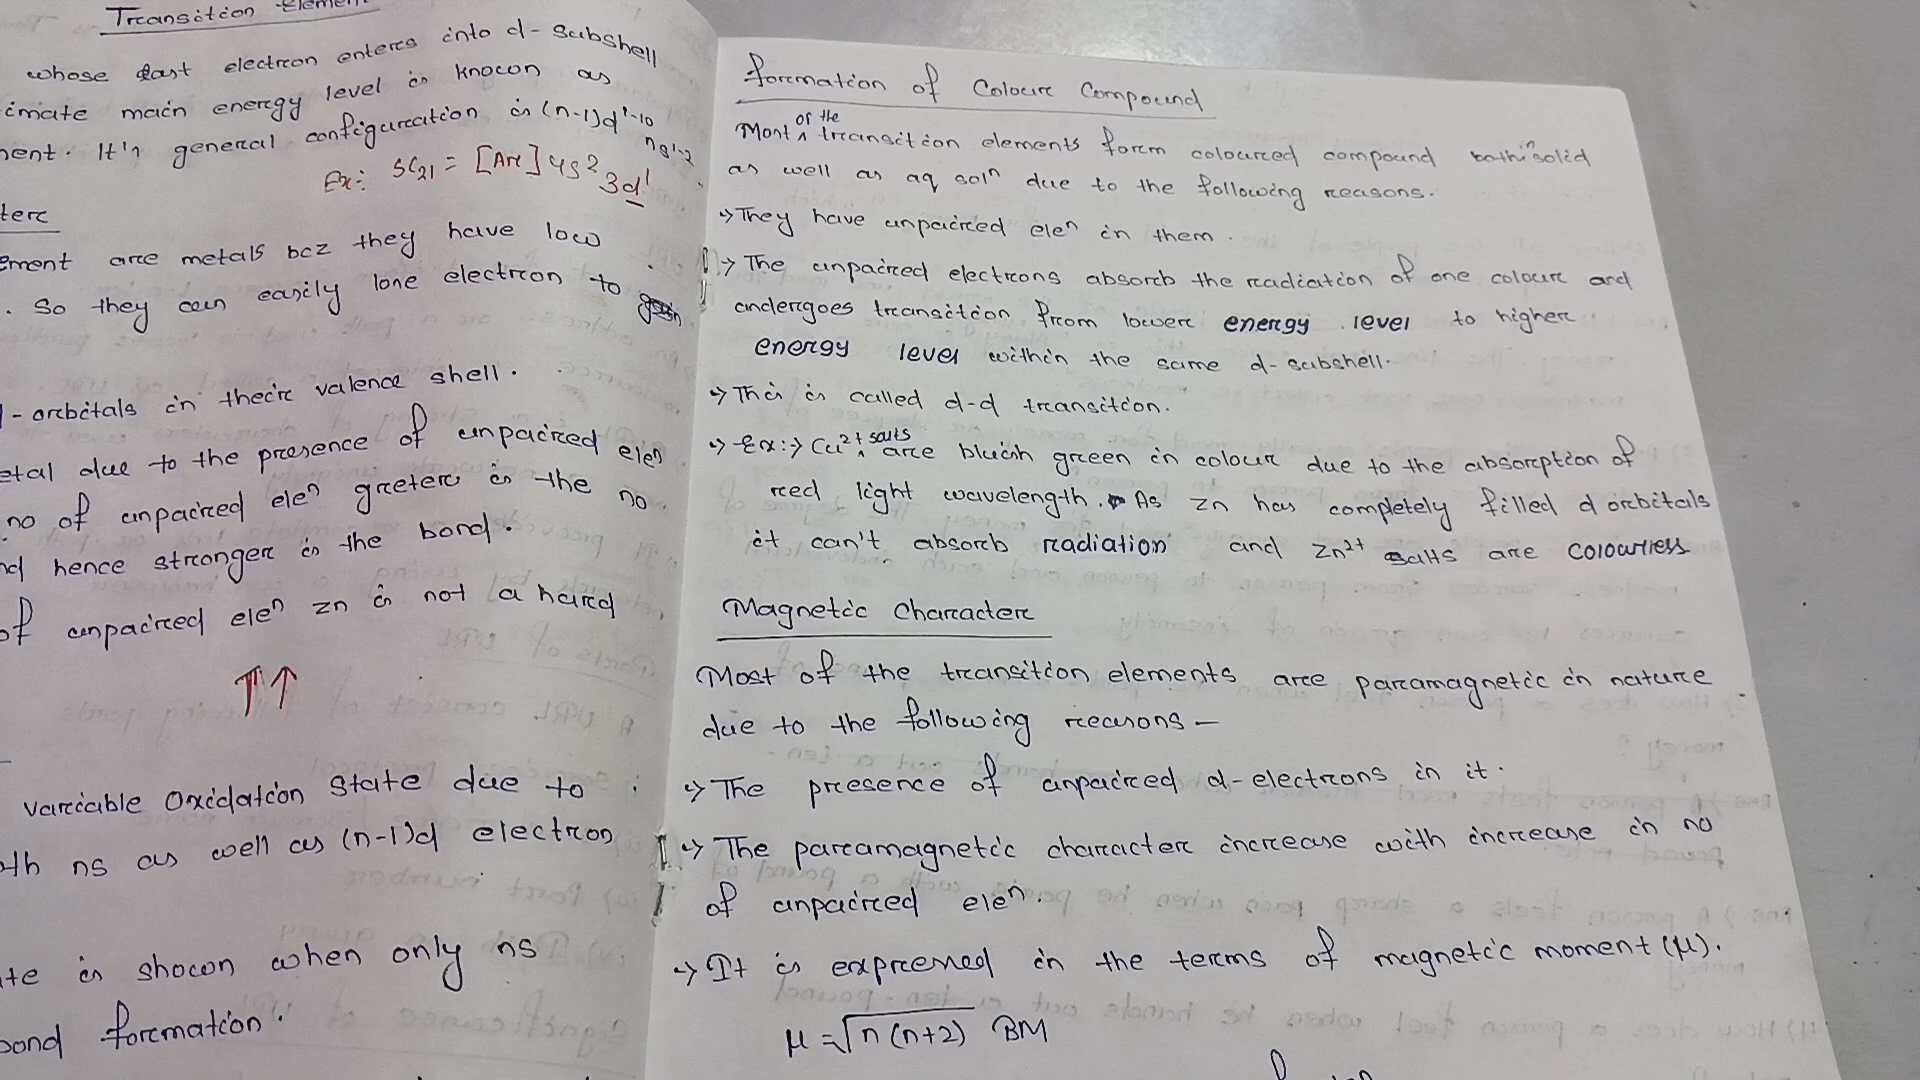 Transition Element
whose last electron enters into d-subshell
imate main energy level is known as
ment. It's general configuration is (n-1)d¹⁻¹⁰
ns¹⁻²
Ex: Sc₂₁ = [Ar] 4s² 3d¹
ter
ement are metals bcz they have low
. So they can easily lone electron to gain
- orbitals in their valence shell.
etal due to the presence of unpaired eleⁿ
no of unpaired eleⁿ greter is the no
nd hence stronger is the bond.
of unpaired eleⁿ zn is not a hard
↑↑
variable Oxidation State due to
oth ns as well as (n-1)d electron
te is shown when only ns
bond formation.
Formation of Colour Compound
Most of the transition elements form coloured compound both in solid
as well as aq solⁿ due to the following reasons.
→ They have unpaired eleⁿ in them.
→ The unpaired electrons absorb the radiation of one colour and
undergoes transition from lower energy level to higher
energy level within the same d-subshell.
→ This is called d-d transition.
→ Ex:→ Cu²⁺ salts are bluish green in colour due to the absorption of
red light wavelength. As Zn has completely filled d orbitals
it can't absorb radiation and Zn²⁺ salts are colourless
Magnetic Character
Most of the transition elements are paramagnetic in nature
due to the following reasons —
→ The presence of unpaired d-electrons in it.
→ The paramagnetic character increase with increase in no
of unpaired eleⁿ.
→ It is expressed in the terms of magnetic moment (μ).
μ = √n(n+2) BM